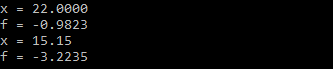 x = 22.0000
f = -0.9823
x = 15.15
f = -3.2235